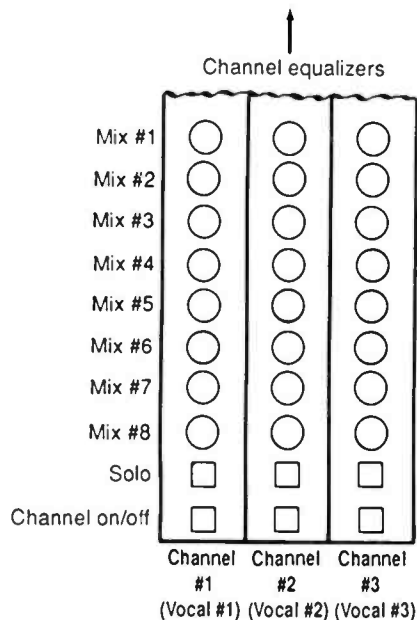 Channel equalizers
Mix #1
Mix #2
Mix #3
Mix #4
Mix #5
Mix #6
Mix #7
Mix #8
Solo
Channel on/off
Channel #1 (Vocal #1)
Channel #2 (Vocal #2)
Channel #3 (Vocal #3)